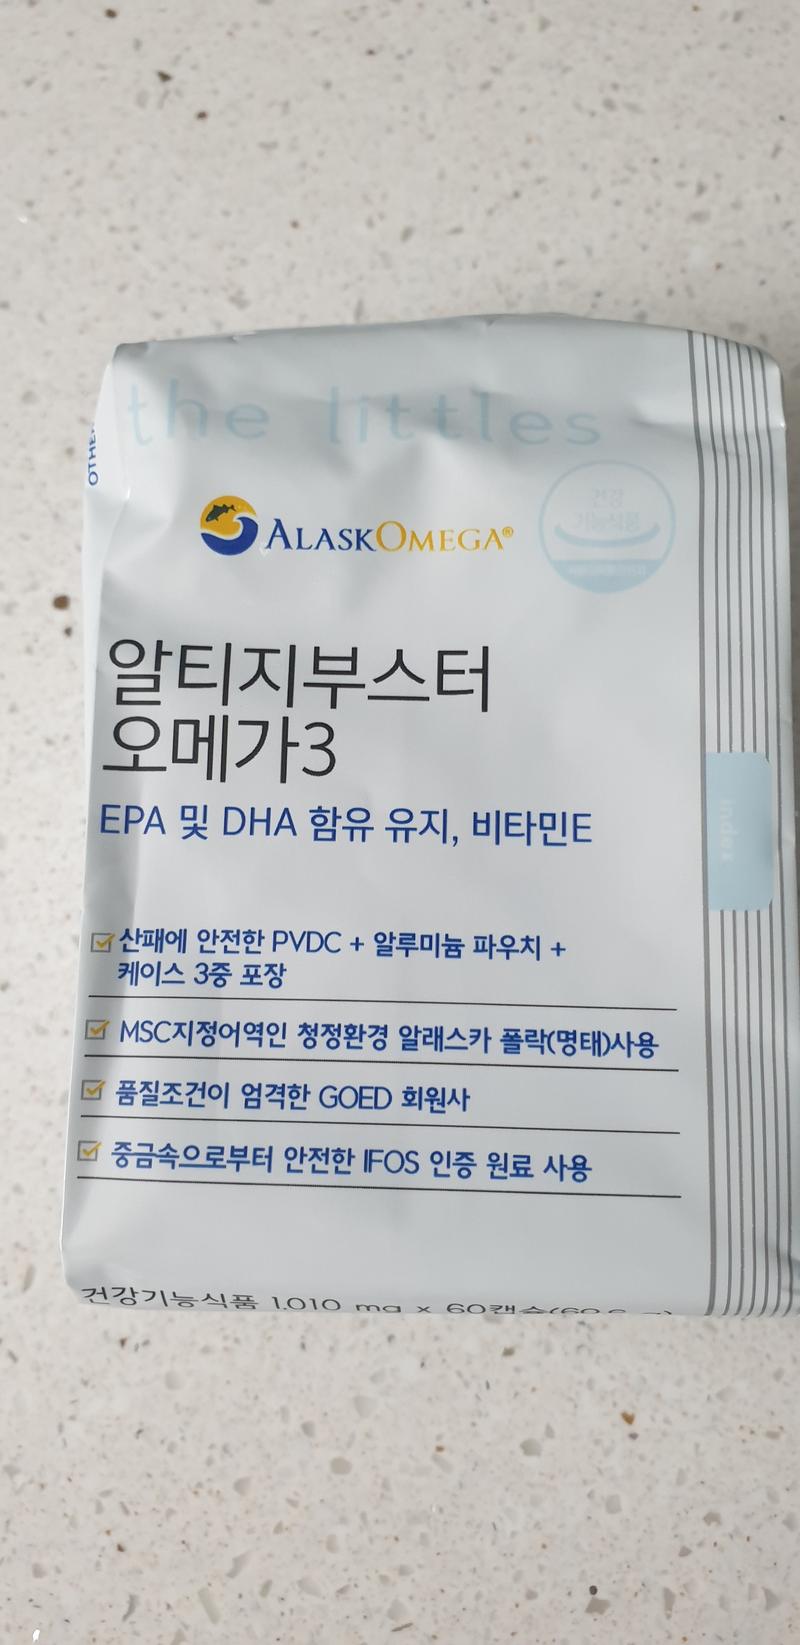 the littles
OTHER
ALASKOMEGA®
건강
기능식품
알티지부스터
오메가3
EPA 및 DHA 함유 유지, 비타민E
index
산패에 안전한 PVDC + 알루미늄 파우치 +
케이스 3중 포장
MSC지정어역인 청정환경 알래스카 폴락(명태)사용
품질조건이 엄격한 GOED 회원사
중금속으로부터 안전한 IFOS 인증 원료 사용
건강기능식품 1,010 mg x 60캡슐(60.6 g)